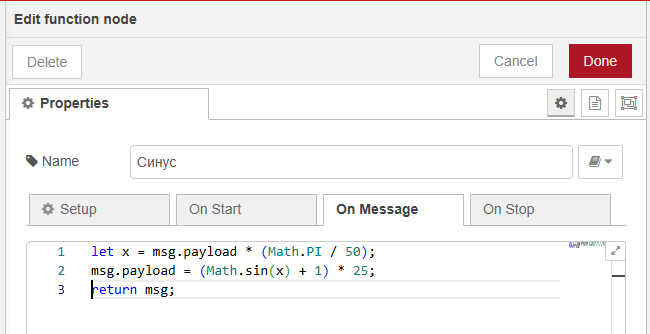 Edit function node
Delete
Cancel
Done
Properties
Name
Синус
Setup
On Start
On Message
On Stop
1 let x = msg.payload * (Math.PI / 50);
2 msg.payload = (Math.sin(x) + 1) * 25;
3 return msg;